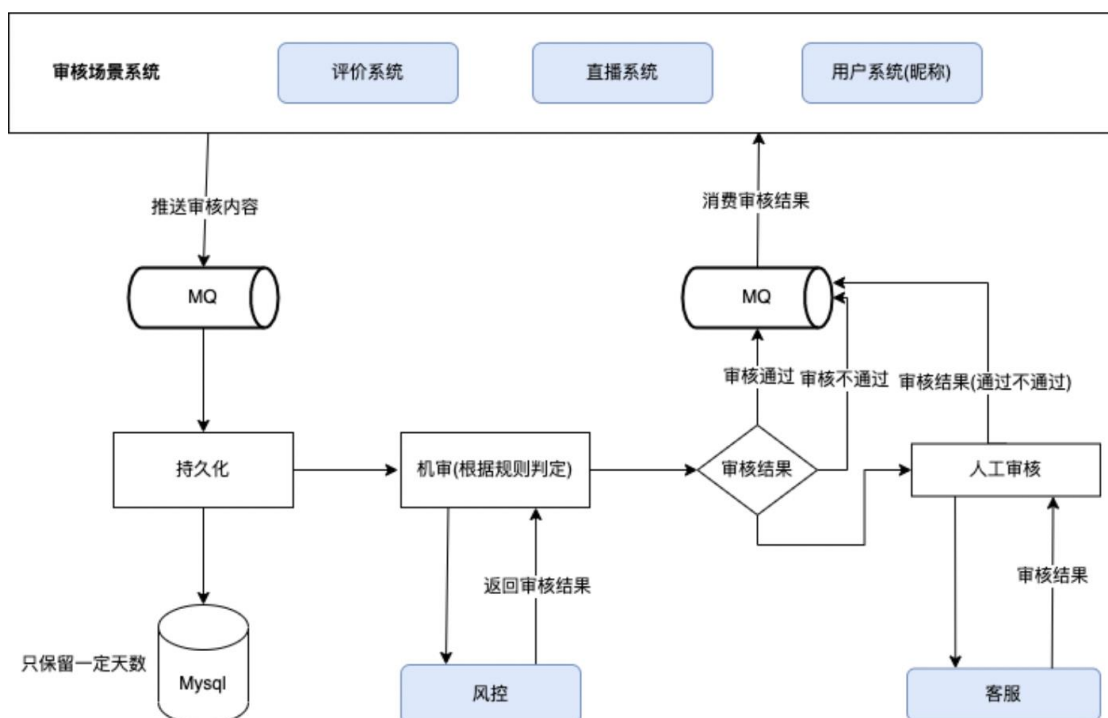 审核场景系统
评价系统
直播系统
用户系统(昵称)
推送审核内容
消费审核结果
MQ
MQ
审核通过
审核不通过
审核结果(通过不通过)
持久化
机审(根据规则判定)
审核结果
人工审核
返回审核结果
审核结果
只保留一定天数
Mysql
风控
客服